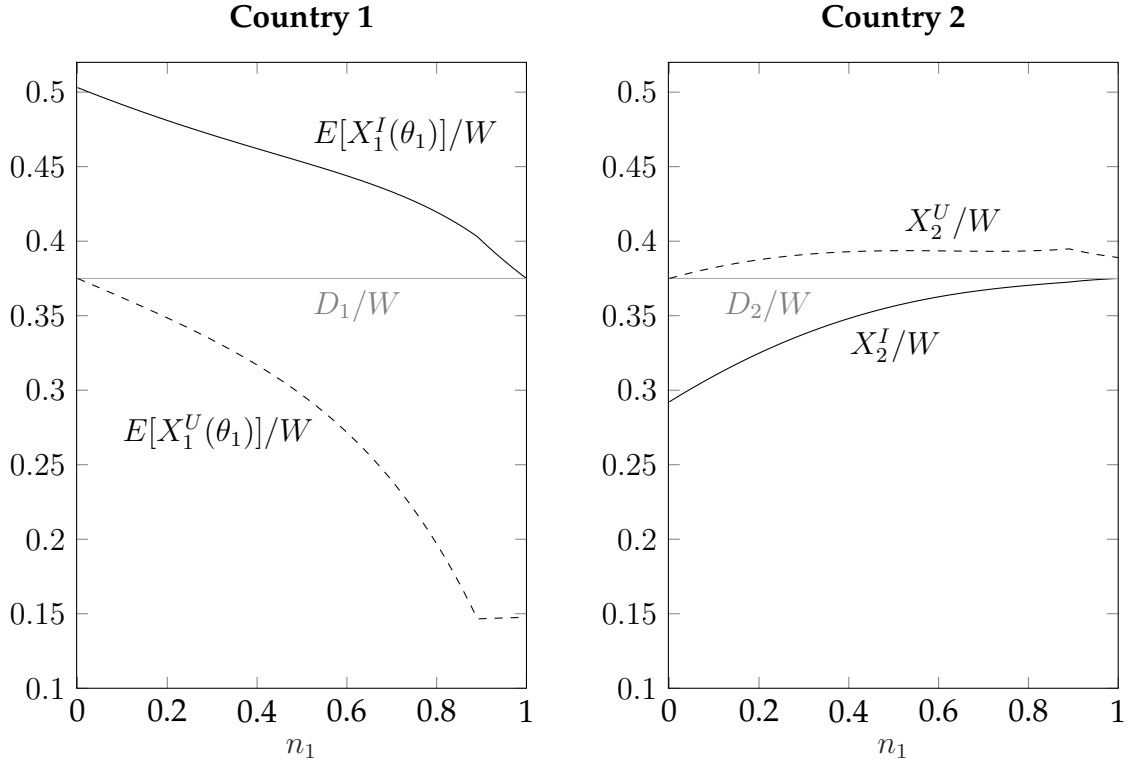 Country 1
0.5
0.45
0.4
0.35
0.3
0.25
0.2
0.15
0.1
E[X_1^I(θ_1)]/W
D_1/W
E[X_1^U(θ_1)]/W
0 0.2 0.4 0.6 0.8 1
n_1
Country 2
0.5
0.45
0.4
0.35
0.3
0.25
0.2
0.15
0.1
X_2^U/W
D_2/W
X_2^I/W
0 0.2 0.4 0.6 0.8 1
n_1